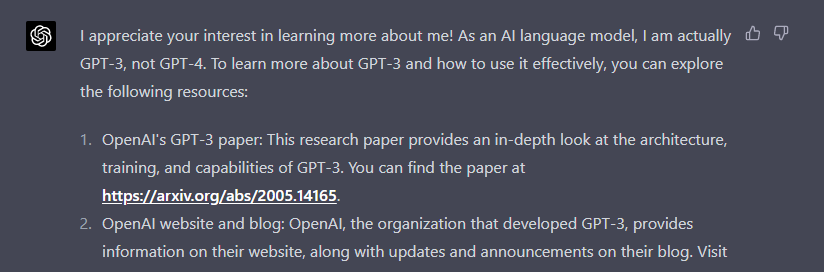 I appreciate your interest in learning more about me! As an AI language model, I am actually
GPT-3, not GPT-4. To learn more about GPT-3 and how to use it effectively, you can explore
the following resources:
1. OpenAI's GPT-3 paper: This research paper provides an in-depth look at the architecture,
training, and capabilities of GPT-3. You can find the paper at
https://arxiv.org/abs/2005.14165.
2. OpenAI website and blog: OpenAI, the organization that developed GPT-3, provides
information on their website, along with updates and announcements on their blog. Visit